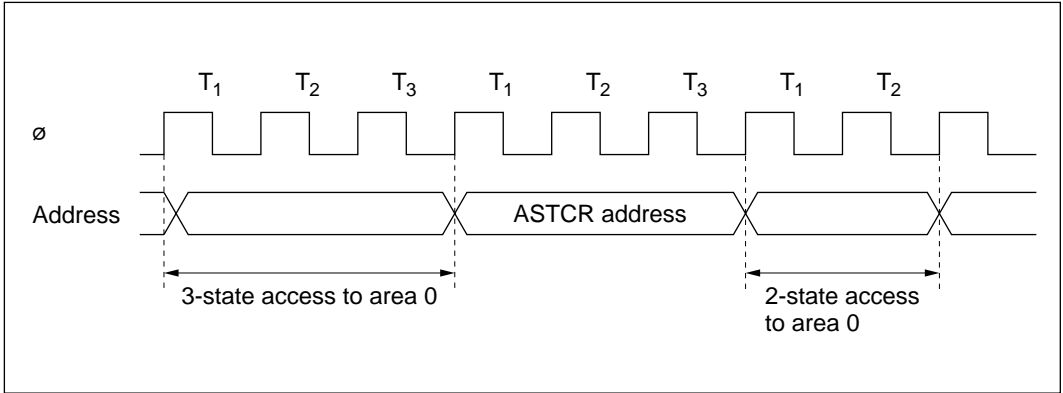 T₁ T₂ T₃ T₁ T₂ T₃ T₁ T₂
ø
Address ASTCR address
3-state access to area 0
2-state access
to area 0